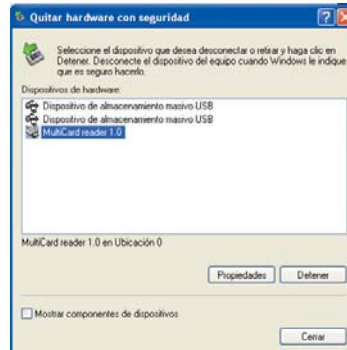 Quitar hardware con seguridad
Seleccione el dispositivo que desea desconectar o retirar y haga clic en
Detener. Desconecte el dispositivo del equipo cuando Windows le indique
que es seguro hacerlo.
Dispositivos de hardware:
Dispositivo de almacenamiento masivo USB
Dispositivo de almacenamiento masivo USB
MultiCard reader 1.0
MultiCard reader 1.0 en Ubicación 0
Propiedades
Detener
Mostrar componentes de dispositivos
Cerrar